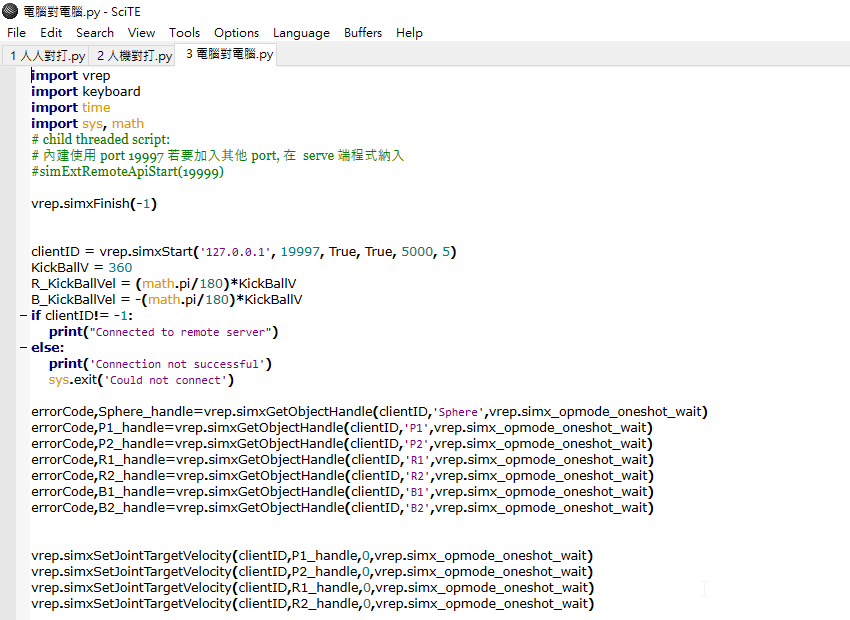 電腦對電腦.py - SciTE
File Edit Search View Tools Options Language Buffers Help
1 人人對打.py 2 人機對打.py 3 電腦對電腦.py
import vrep
import keyboard
import time
import sys, math
# child threaded script:
# 內建使用 port 19997 若要加入其他 port, 在 serve 端程式納入
#simExtRemoteApiStart(19999)
vrep.simxFinish(-1)
clientID = vrep.simxStart('127.0.0.1', 19997, True, True, 5000, 5)
KickBallV = 360
R_KickBallVel = (math.pi/180)*KickBallV
B_KickBallVel = -(math.pi/180)*KickBallV
if clientID!= -1:
print("Connected to remote server")
else:
print('Connection not successful')
sys.exit('Could not connect')
errorCode,Sphere_handle=vrep.simxGetObjectHandle(clientID,'Sphere',vrep.simx_opmode_oneshot_wait)
errorCode,P1_handle=vrep.simxGetObjectHandle(clientID,'P1',vrep.simx_opmode_oneshot_wait)
errorCode,P2_handle=vrep.simxGetObjectHandle(clientID,'P2',vrep.simx_opmode_oneshot_wait)
errorCode,R1_handle=vrep.simxGetObjectHandle(clientID,'R1',vrep.simx_opmode_oneshot_wait)
errorCode,R2_handle=vrep.simxGetObjectHandle(clientID,'R2',vrep.simx_opmode_oneshot_wait)
errorCode,B1_handle=vrep.simxGetObjectHandle(clientID,'B1',vrep.simx_opmode_oneshot_wait)
errorCode,B2_handle=vrep.simxGetObjectHandle(clientID,'B2',vrep.simx_opmode_oneshot_wait)
vrep.simxSetJointTargetVelocity(clientID,P1_handle,0,vrep.simx_opmode_oneshot_wait)
vrep.simxSetJointTargetVelocity(clientID,P2_handle,0,vrep.simx_opmode_oneshot_wait)
vrep.simxSetJointTargetVelocity(clientID,R1_handle,0,vrep.simx_opmode_oneshot_wait)
vrep.simxSetJointTargetVelocity(clientID,R2_handle,0,vrep.simx_opmode_oneshot_wait)